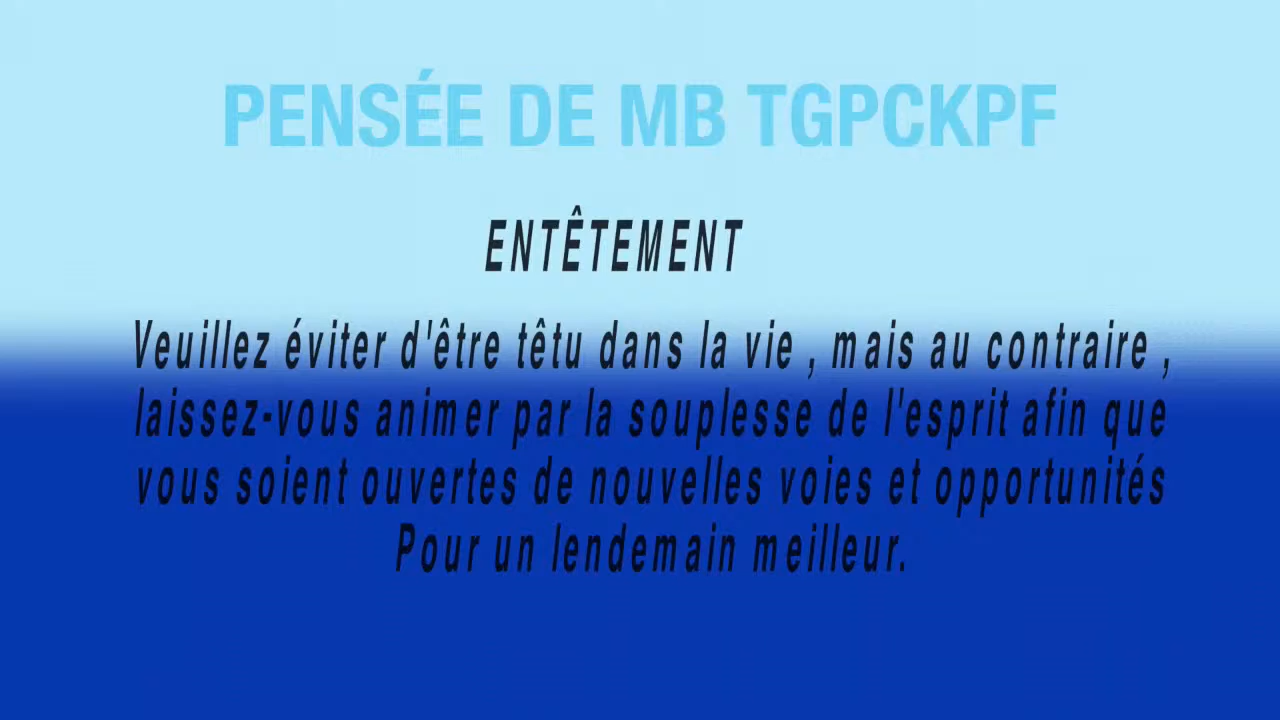 PENSÉE DE MB TGPCKPF
ENTÊTEMENT
Veuillez éviter d'être têtu dans la vie , mais au contraire ,
laissez-vous animer par la souplesse de l'esprit afin que
vous soient ouvertes de nouvelles voies et opportunités
Pour un lendemain meilleur.